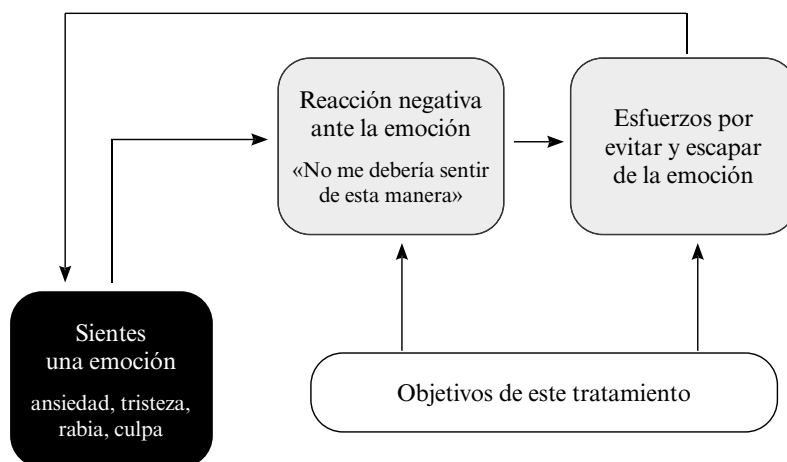 Reacción negativa
ante la emoción
«No me debería sentir
de esta manera»
Esfuerzos por
evitar y escapar
de la emoción
Sientes
una emoción
ansiedad, tristeza,
rabia, culpa
Objetivos de este tratamiento